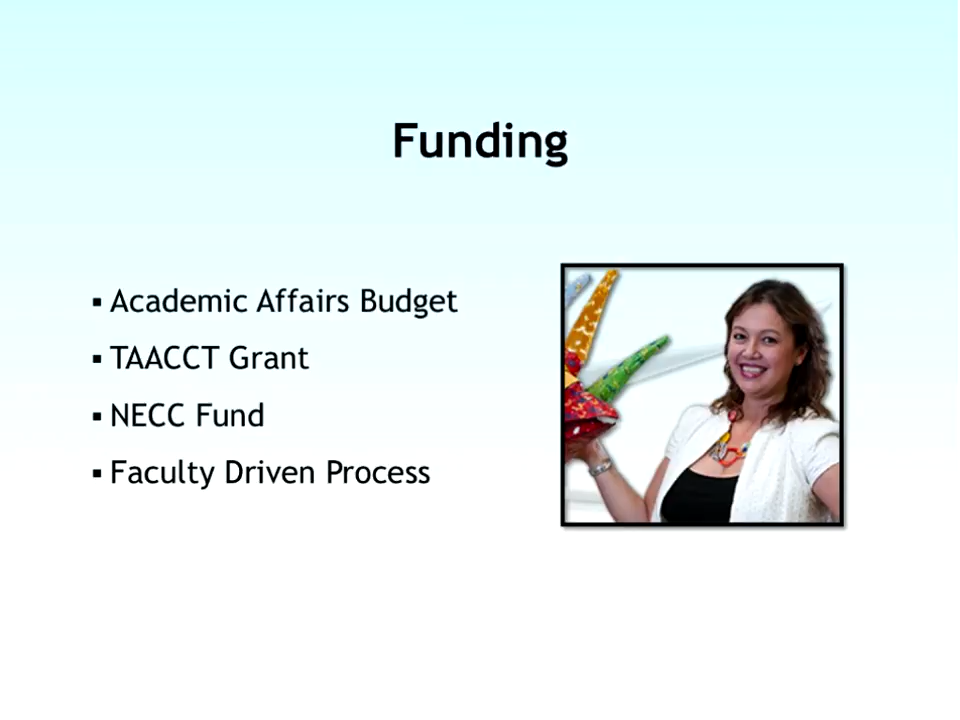 Funding
▪ Academic Affairs Budget
▪ TAACCT Grant
▪ NECC Fund
▪ Faculty Driven Process